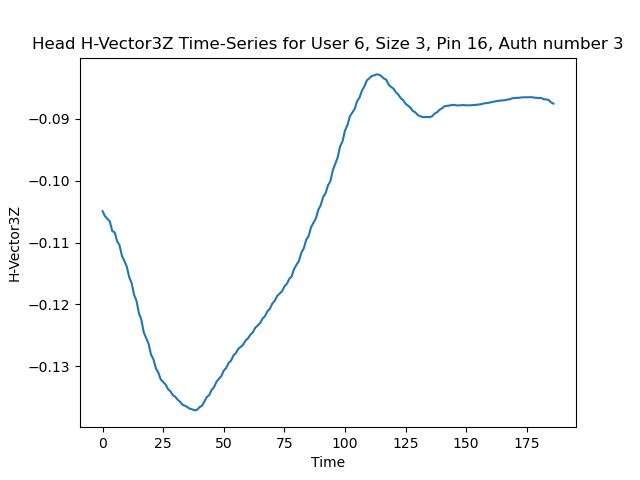 Head H-Vector3Z Time-Series for User 6, Size 3, Pin 16, Auth number 3
−0.09
−0.10
−0.11
−0.12
−0.13
H-Vector3Z
0 25 50 75 100 125 150 175
Time